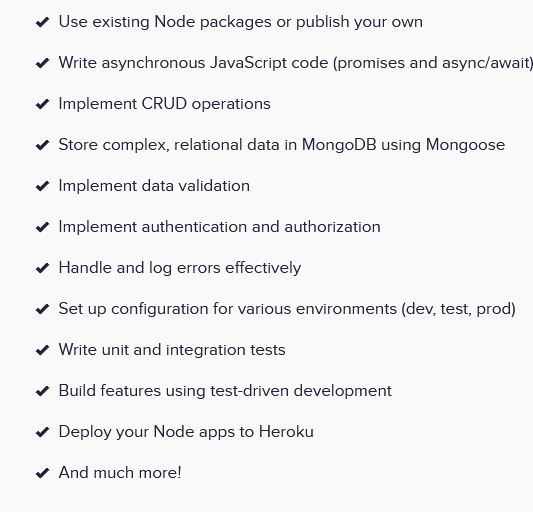 Use existing Node packages or publish your own
Write asynchronous JavaScript code (promises and async/await)
Implement CRUD operations
Store complex, relational data in MongoDB using Mongoose
Implement data validation
Implement authentication and authorization
Handle and log errors effectively
Set up configuration for various environments (dev, test, prod)
Write unit and integration tests
Build features using test-driven development
Deploy your Node apps to Heroku
And much more!